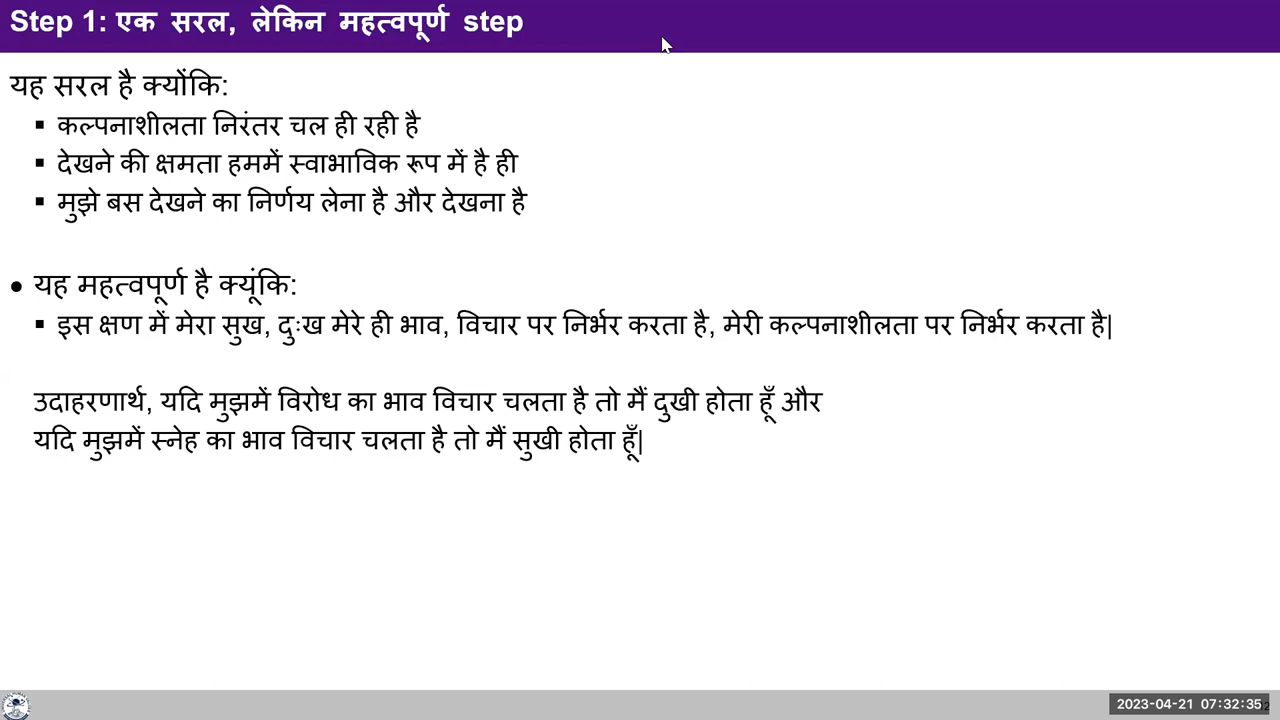 Step 1: एक सरल, लेकिन महत्वपूर्ण step
यह सरल है क्योंकि:
▪ कल्पनाशीलता निरंतर चल ही रही है
▪ देखने की क्षमता हममें स्वाभाविक रूप में है ही
▪ मुझे बस देखने का निर्णय लेना है और देखना है
• यह महत्वपूर्ण है क्यूंकि:
▪ इस क्षण में मेरा सुख, दुःख मेरे ही भाव, विचार पर निर्भर करता है, मेरी कल्पनाशीलता पर निर्भर करता है|
उदाहरणार्थ, यदि मुझमें विरोध का भाव विचार चलता है तो मैं दुखी होता हूँ और
यदि मुझमें स्नेह का भाव विचार चलता है तो मैं सुखी होता हूँ|
2023-04-21 07:32:35